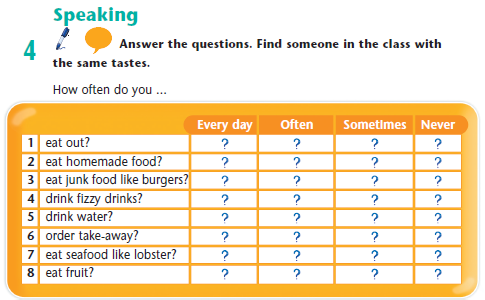 Speaking
4 Answer the questions. Find someone in the class with
the same tastes.
How often do you ...
Every day Often Sometimes Never
1 eat out? ? ? ? ?
2 eat homemade food? ? ? ? ?
3 eat junk food like burgers? ? ? ? ?
4 drink fizzy drinks? ? ? ? ?
5 drink water? ? ? ? ?
6 order take-away? ? ? ? ?
7 eat seafood like lobster? ? ? ? ?
8 eat fruit? ? ? ? ?